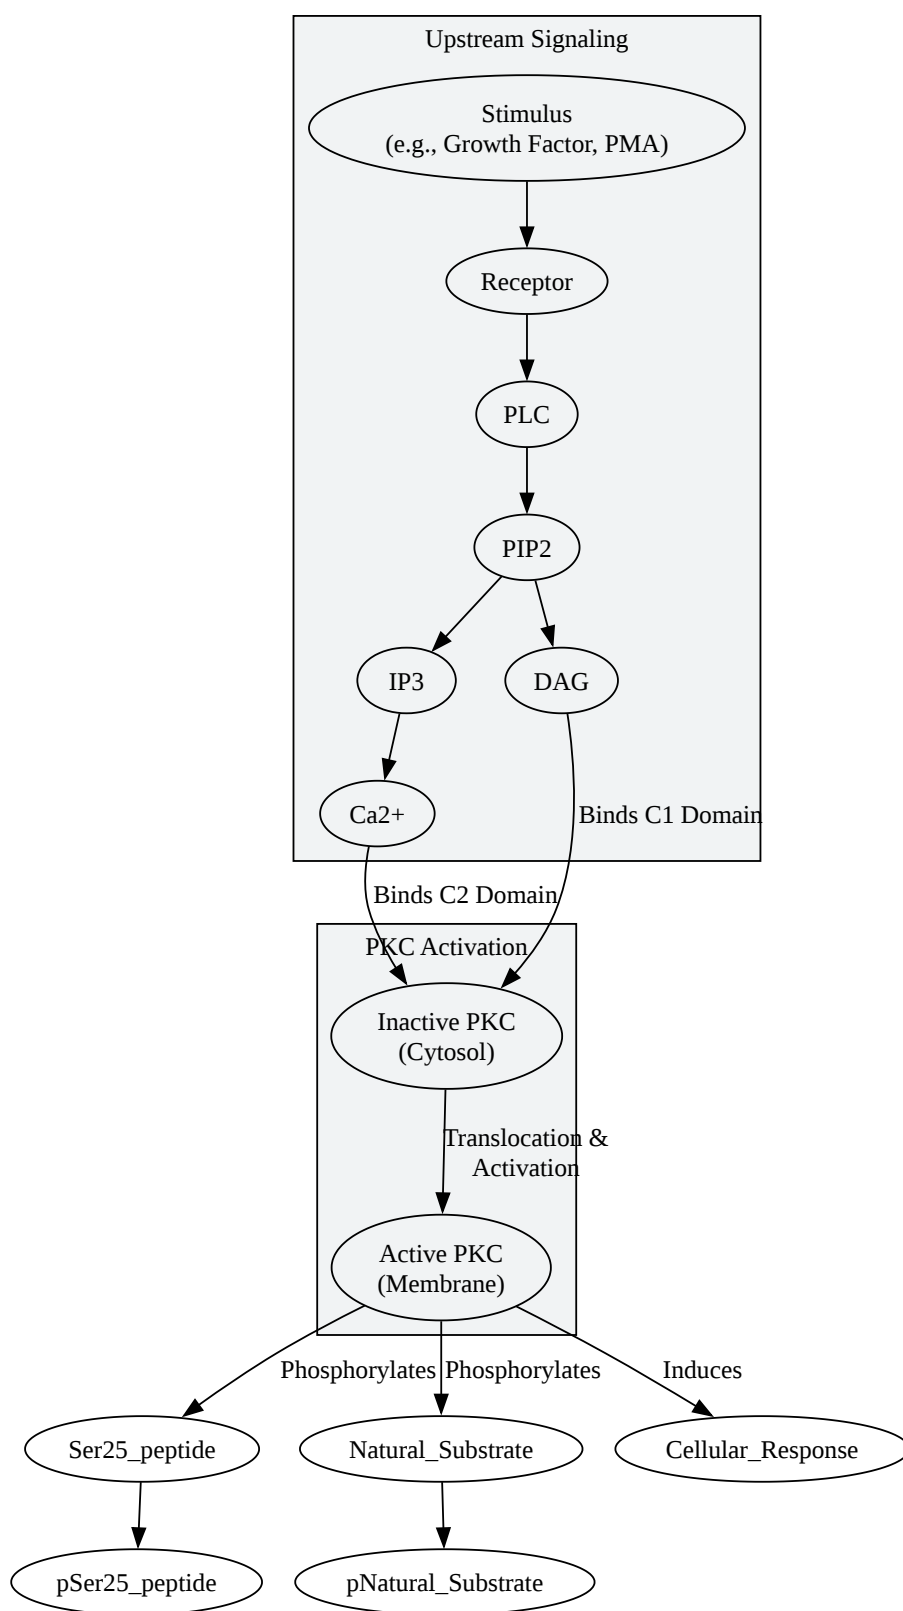 Upstream Signaling
Stimulus
(e.g., Growth Factor, PMA)
Receptor
PLC
PIP2
IP3
DAG
Ca2+
Binds C1 Domain
Binds C2 Domain
PKC Activation
Inactive PKC
(Cytosol)
Translocation &
Activation
Active PKC
(Membrane)
Phosphorylates
Phosphorylates
Induces
Ser25_peptide
Natural_Substrate
Cellular_Response
pSer25_peptide
pNatural_Substrate